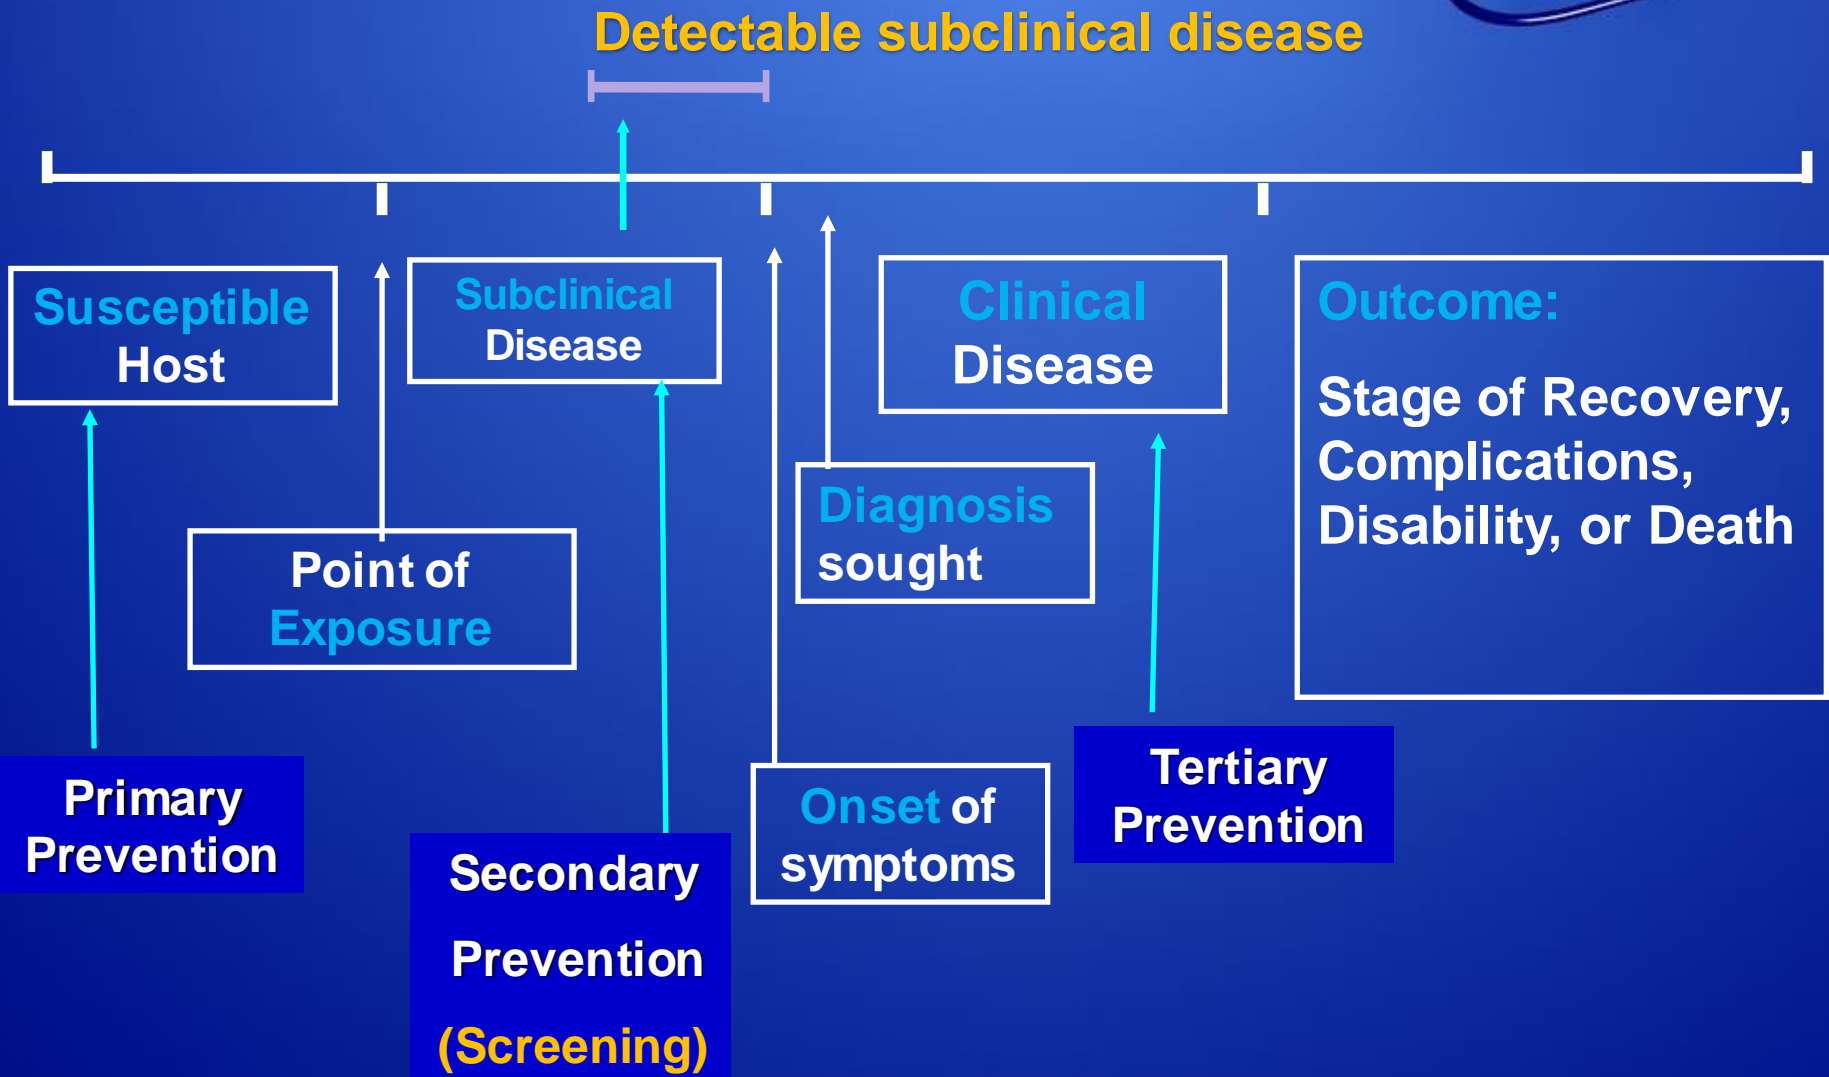 Detectable subclinical disease
Susceptible
Host
Subclinical
Disease
Clinical
Disease
Outcome:
Stage of Recovery,
Complications,
Disability, or Death
Point of
Exposure
Diagnosis
sought
Primary
Prevention
Secondary
Prevention
(Screening)
Onset of
symptoms
Tertiary
Prevention